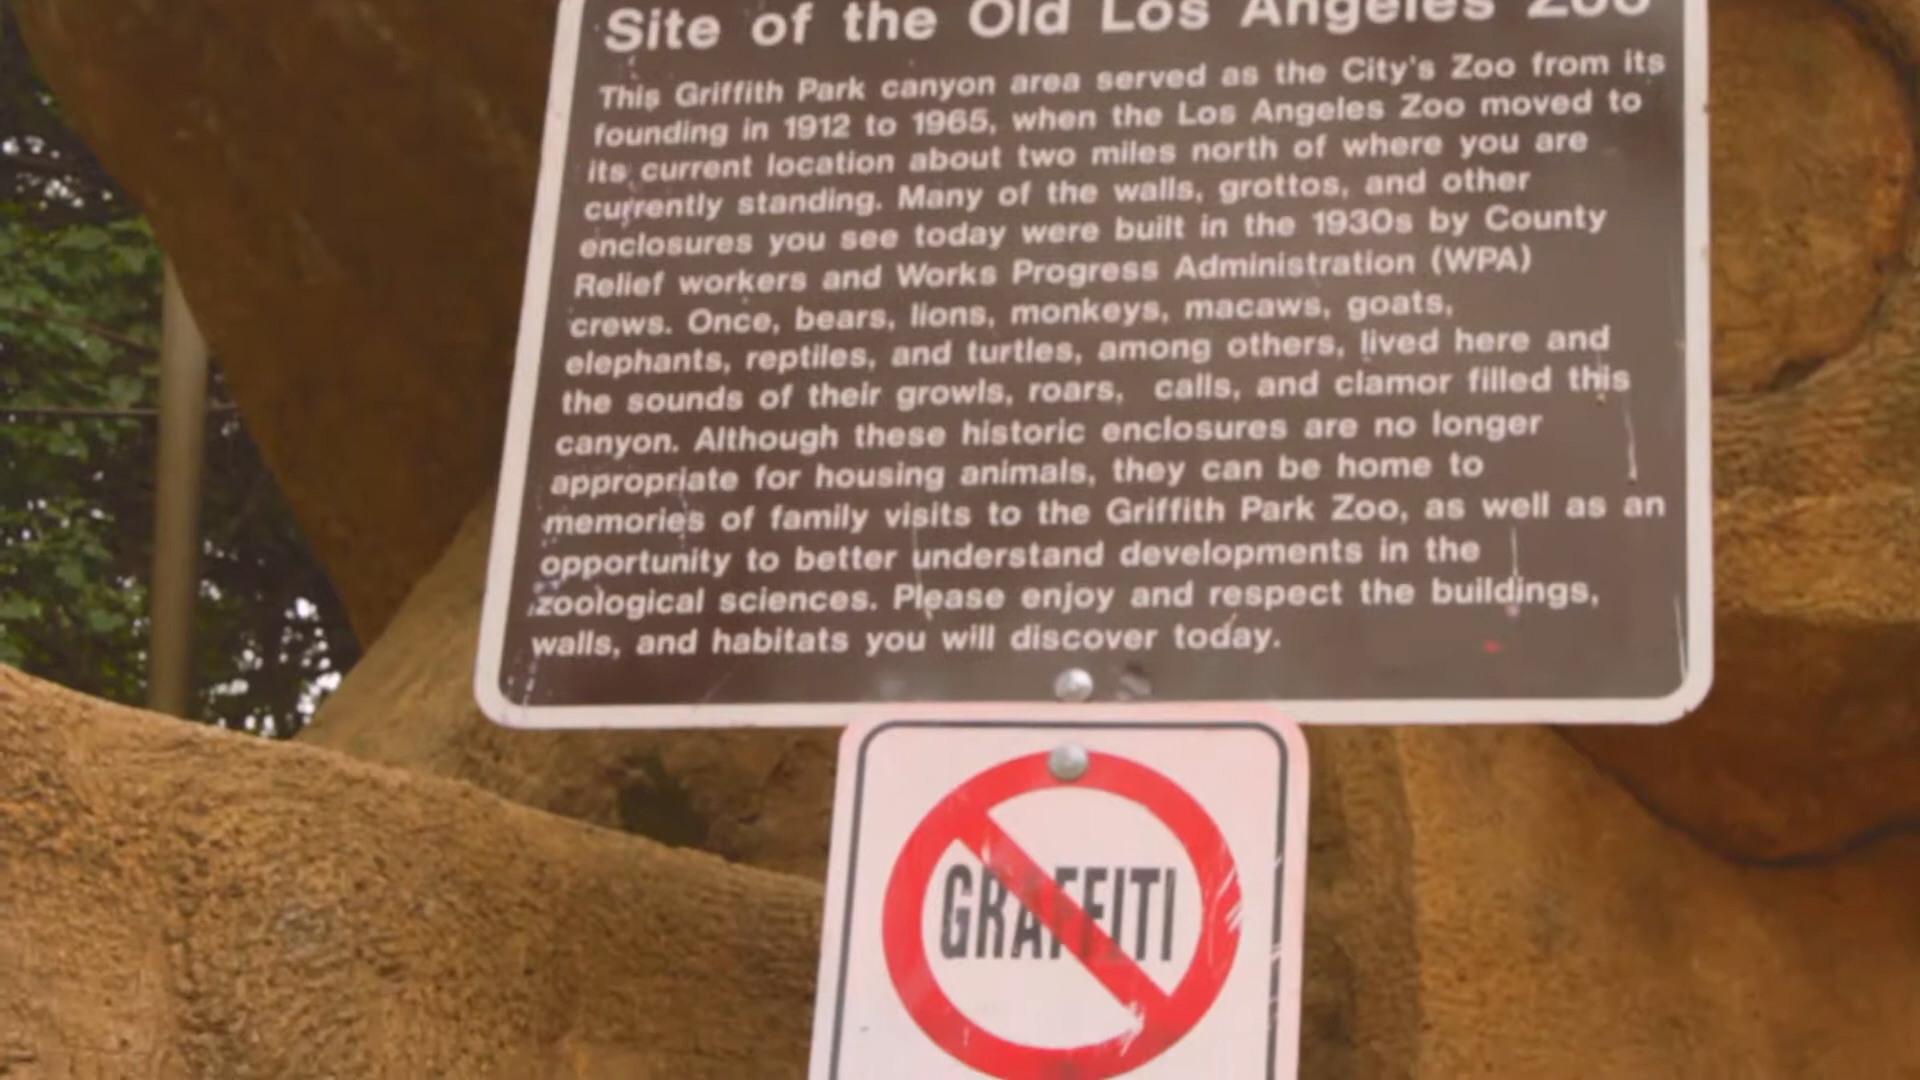 Site of the Old Los Angeles Zoo
This Griffith Park canyon area served as the City's Zoo from its
founding in 1912 to 1965, when the Los Angeles Zoo moved to
its current location about two miles north of where you are
currently standing. Many of the walls, grottos, and other
enclosures you see today were built in the 1930s by County
Relief workers and Works Progress Administration (WPA)
crews. Once, bears, lions, monkeys, macaws, goats,
elephants, reptiles, and turtles, among others, lived here and
the sounds of their growls, roars, calls, and clamor filled this
canyon. Although these historic enclosures are no longer
appropriate for housing animals, they can be home to
memories of family visits to the Griffith Park Zoo, as well as an
opportunity to better understand developments in the
zoological sciences. Please enjoy and respect the buildings,
walls, and habitats you will discover today.
GRAFFITI